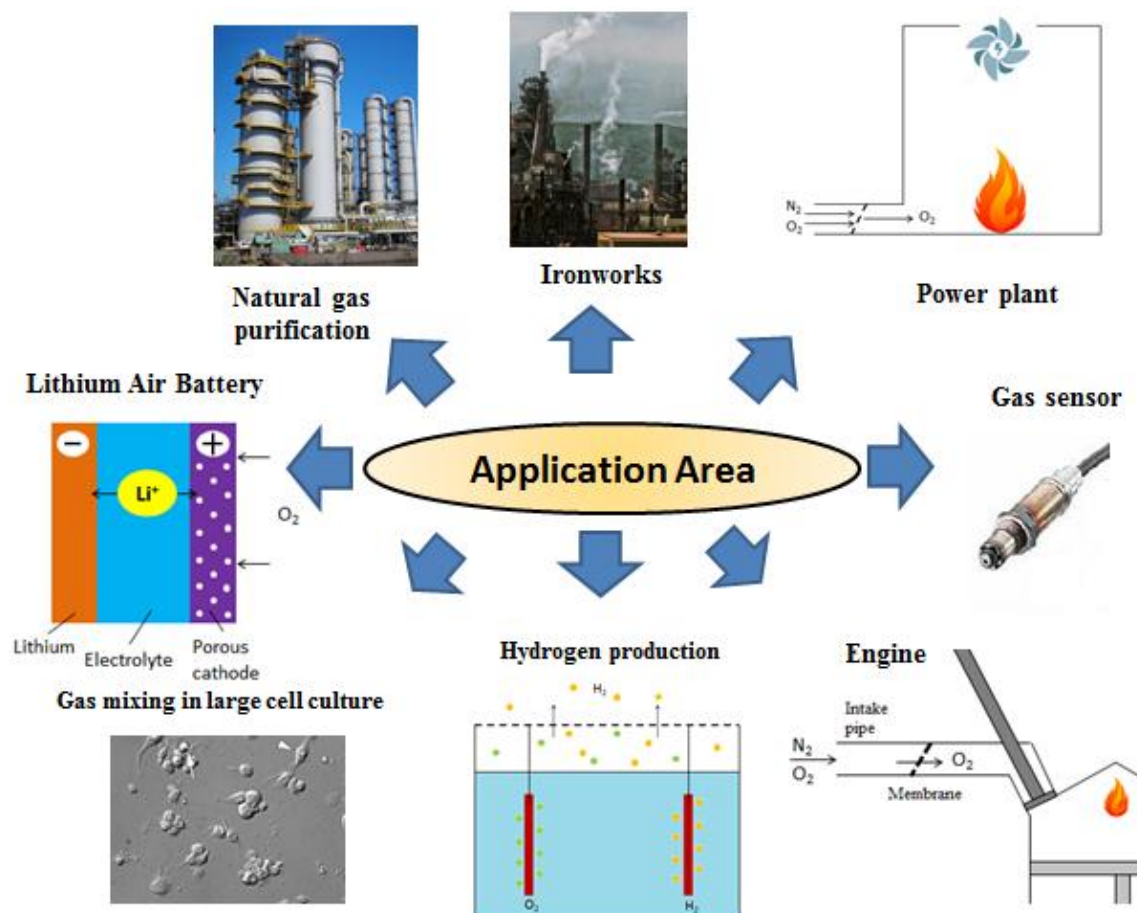 Natural gas
purification
Ironworks
N₂
O₂
O₂
Power plant
Lithium Air Battery
−
+
Li⁺
O₂
Lithium
Electrolyte
Porous
cathode
Application Area
Gas sensor
Gas mixing in large cell culture
Hydrogen production
H₂
O₂
H₂
Engine
Intake
pipe
N₂
O₂
O₂
Membrane